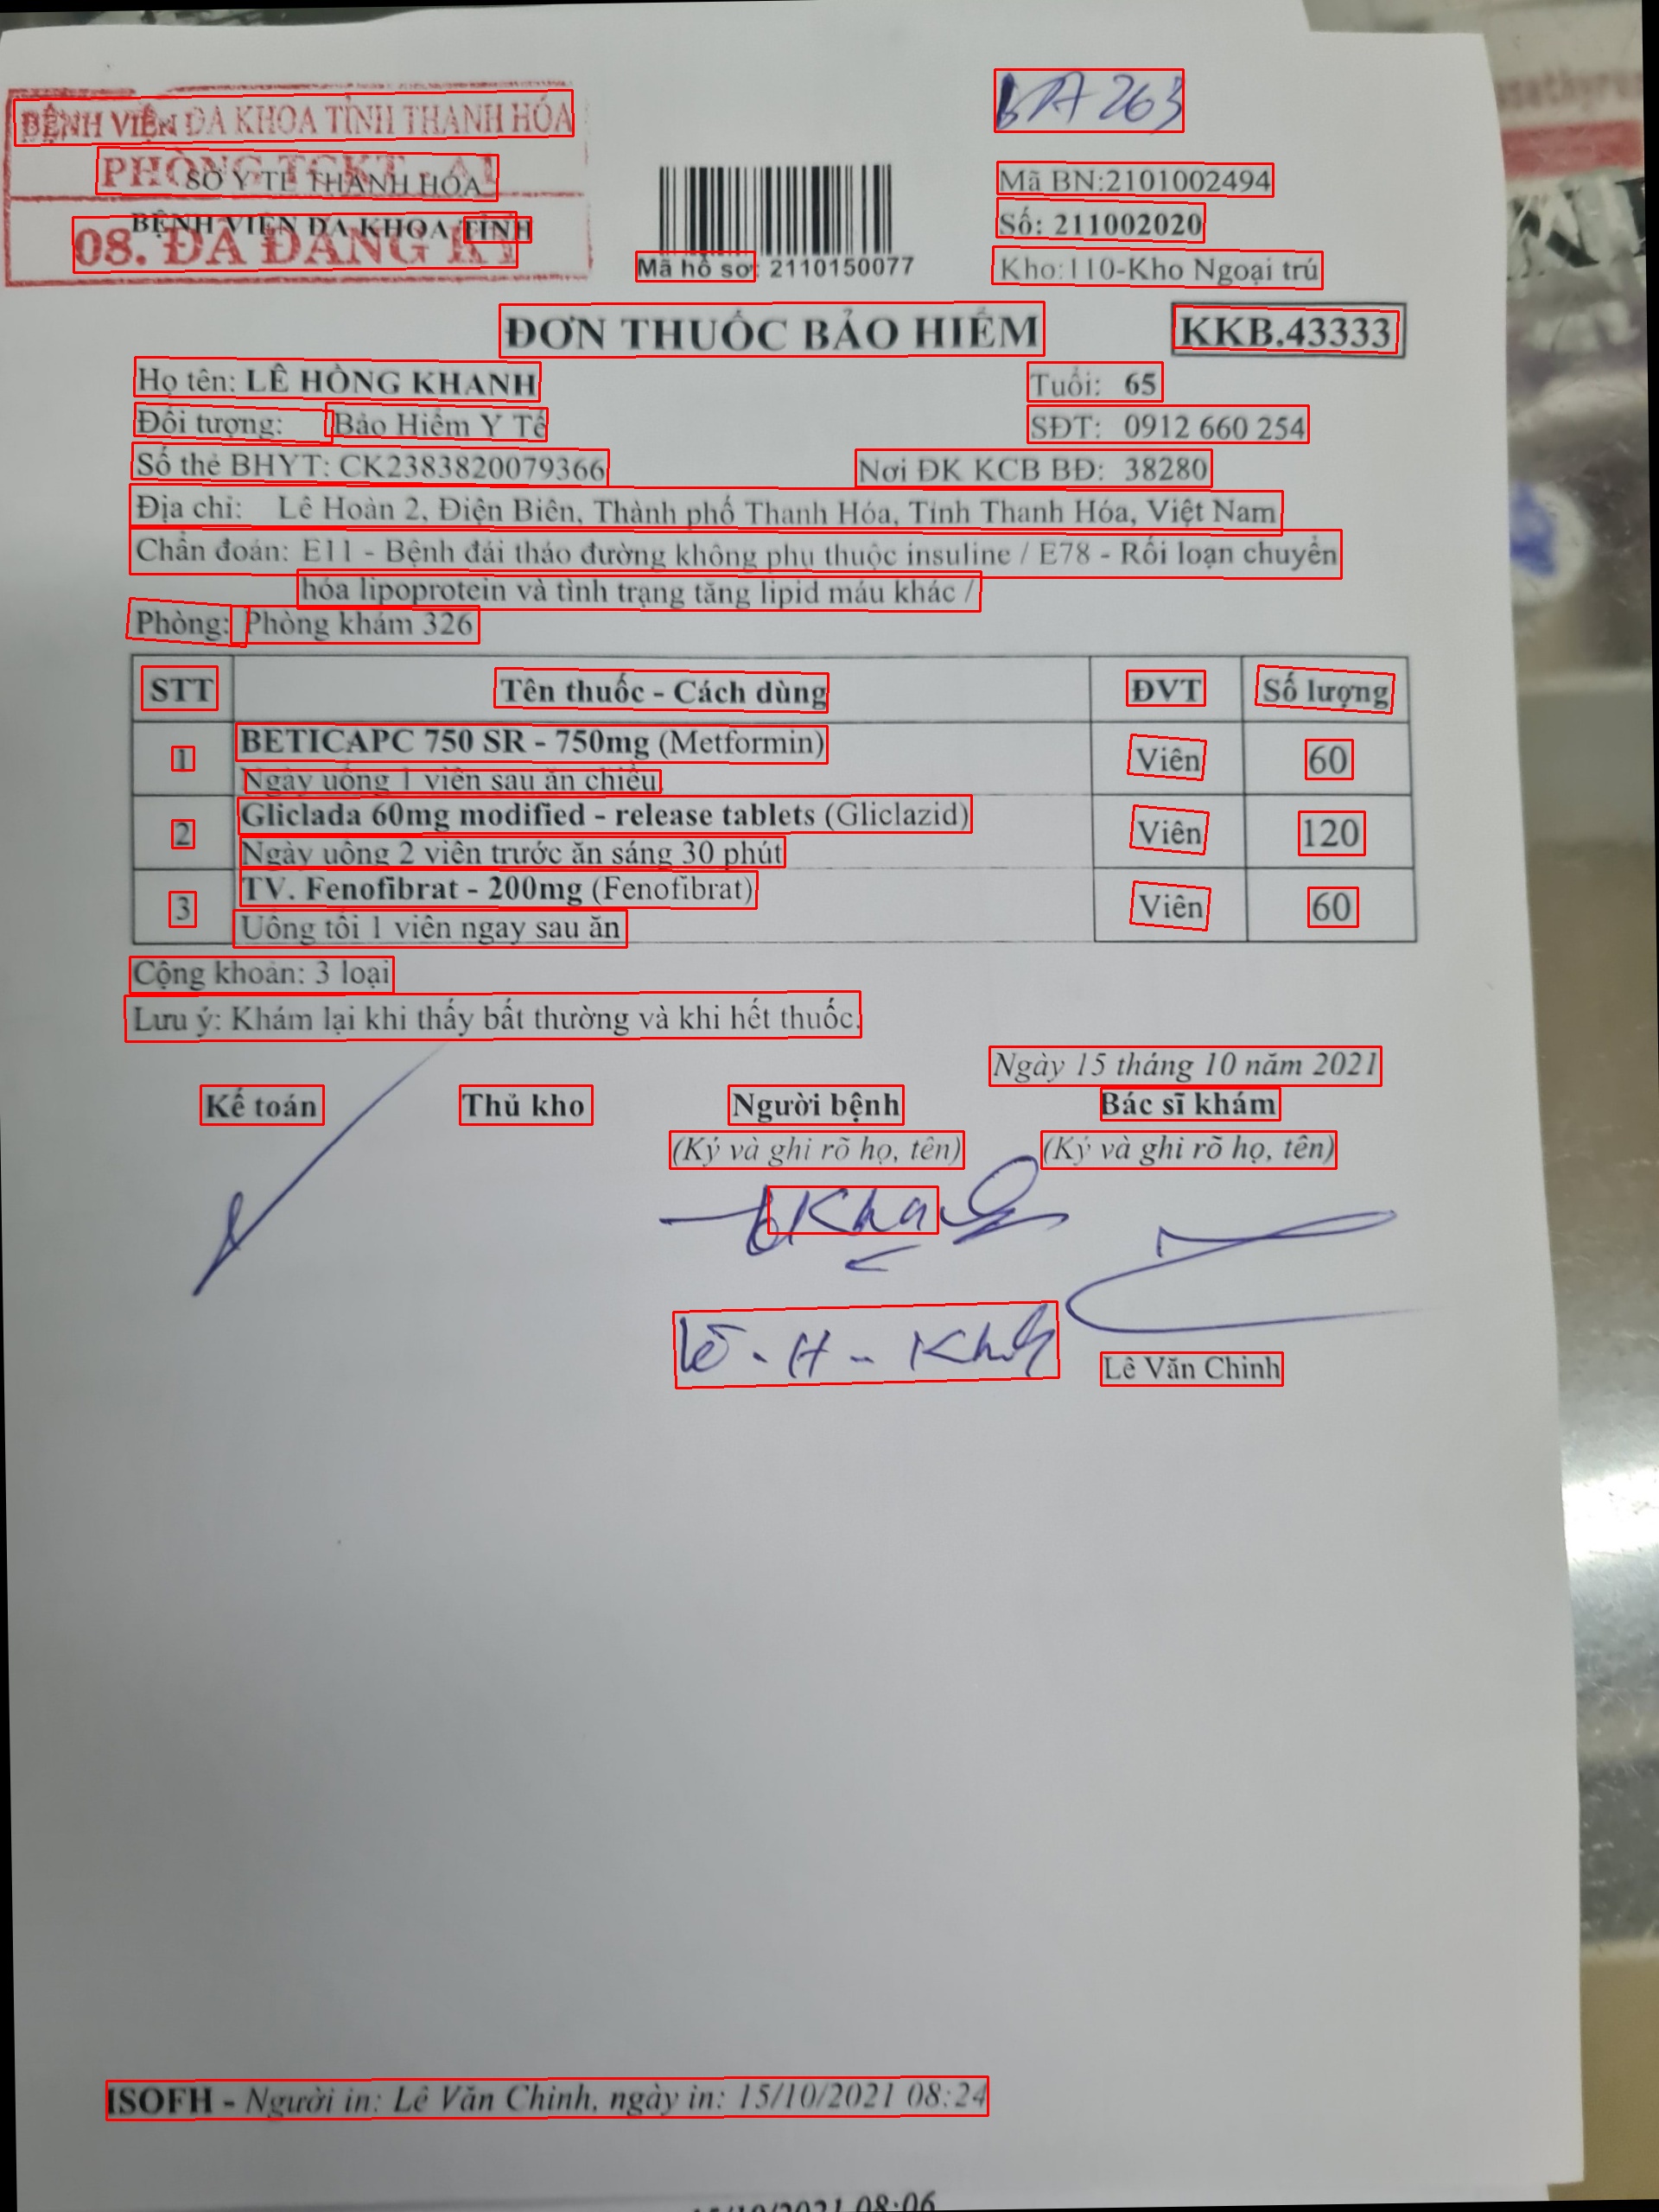 BA 263
BỆNH VIỆN ĐA KHOA TỈNH THANH HÓA
PHÒNG TCKT
SỞ Y TẾ THANH HÓA
Mã BN:2101002494
BỆNH VIỆN ĐA KHOA TỈNH
Số: 211002020
08. ĐÃ ĐĂNG KÝ
Mã hồ sơ: 2110150077
Kho:110-Kho Ngoại trú
ĐƠN THUỐC BẢO HIỂM KKB.43333
Họ tên: LÊ HỒNG KHANH Tuổi: 65
Đối tượng: Bảo Hiểm Y Tế SĐT: 0912 660 254
Số thẻ BHYT: CK2383820079366 Nơi ĐK KCB BĐ: 38280
Địa chỉ: Lê Hoàn 2, Điện Biên, Thành phố Thanh Hóa, Tỉnh Thanh Hóa, Việt Nam
Chẩn đoán: E11 - Bệnh đái tháo đường không phụ thuộc insuline / E78 - Rối loạn chuyển
hóa lipoprotein và tình trạng tăng lipid máu khác /
Phòng: Phòng khám 326
STT Tên thuốc - Cách dùng ĐVT Số lượng
1 BETICAPC 750 SR - 750mg (Metformin) Viên 60
Ngày uống 1 viên sau ăn chiều
2 Gliclada 60mg modified - release tablets (Gliclazid) Viên 120
Ngày uống 2 viên trước ăn sáng 30 phút
3 TV. Fenofibrat - 200mg (Fenofibrat) Viên 60
Uống tối 1 viên ngay sau ăn
Cộng khoản: 3 loại
Lưu ý: Khám lại khi thấy bất thường và khi hết thuốc.
Ngày 15 tháng 10 năm 2021
Kế toán Thủ kho Người bệnh Bác sĩ khám
(Ký và ghi rõ họ, tên) (Ký và ghi rõ họ, tên)
Lê - H - Khanh
Lê Văn Chinh
ISOFH - Người in: Lê Văn Chinh, ngày in: 15/10/2021 08:24